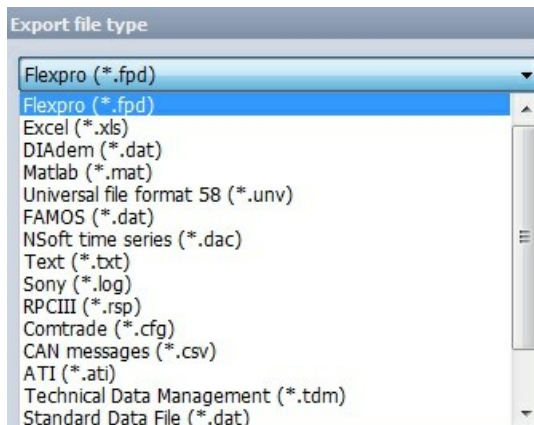 Export file type
Flexpro (*.fpd)
Flexpro (*.fpd)
Excel (*.xls)
DIAdem (*.dat)
Matlab (*.mat)
Universal file format 58 (*.unv)
FAMOS (*.dat)
NSoft time series (*.dac)
Text (*.txt)
Sony (*.log)
RPCIII (*.rsp)
Comtrade (*.cfg)
CAN messages (*.csv)
ATI (*.ati)
Technical Data Management (*.tdm)
Standard Data File (*.dat)